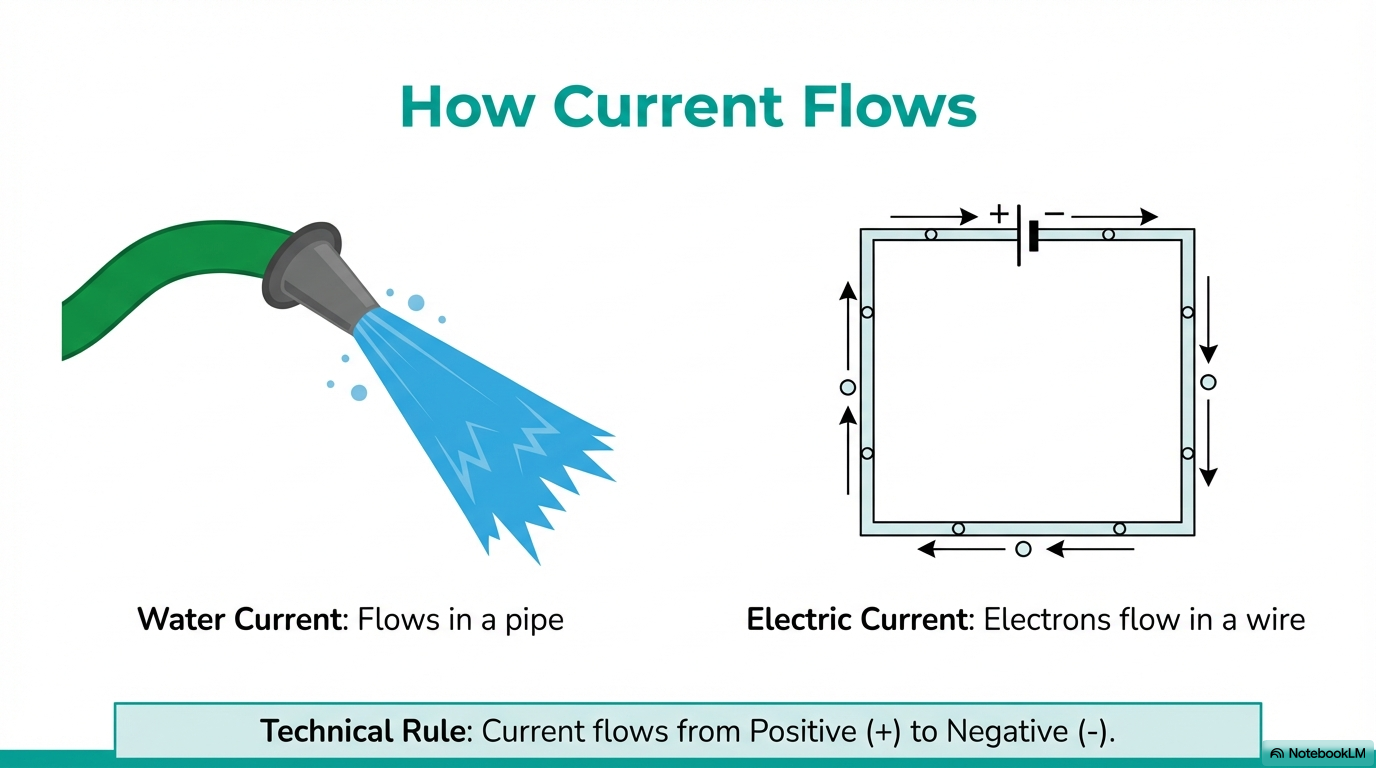 How Current Flows
+ −
Water Current: Flows in a pipe
Electric Current: Electrons flow in a wire
Technical Rule: Current flows from Positive (+) to Negative (-).
NotebookLM